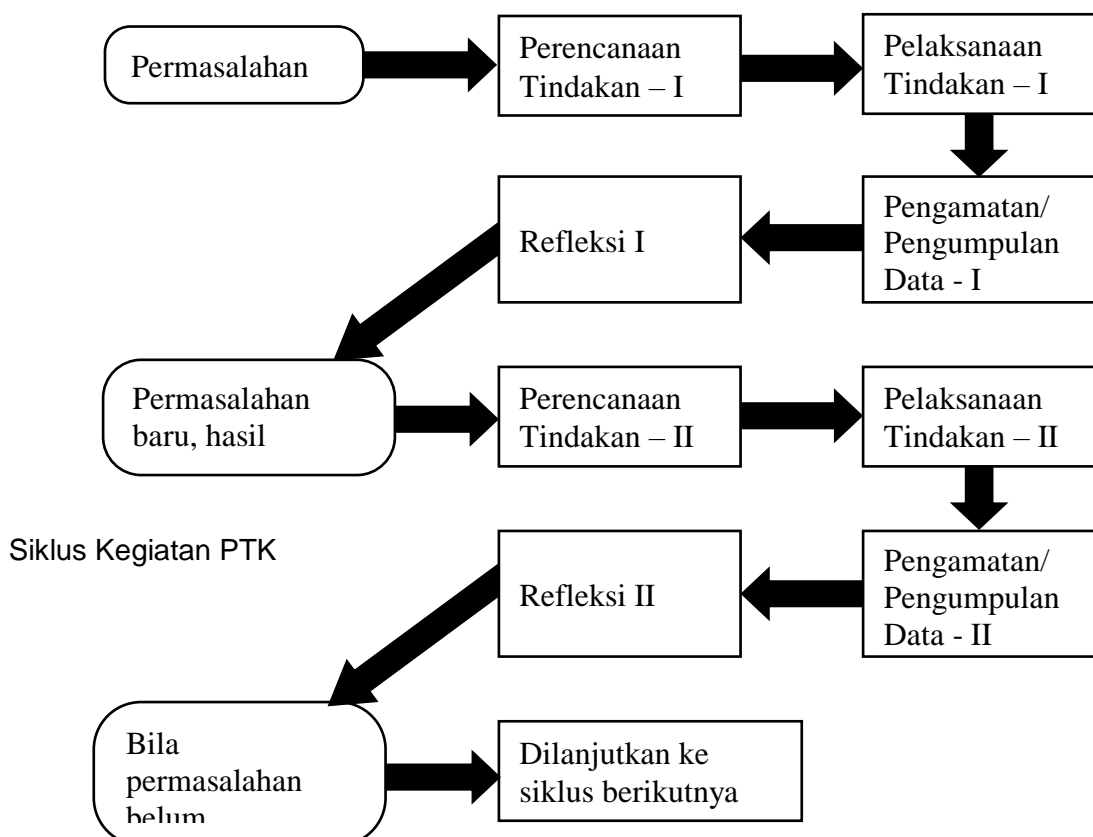 Permasalahan
Perencanaan
Tindakan – I
Pelaksanaan
Tindakan – I
Pengamatan/
Pengumpulan
Data - I
Refleksi I
Permasalahan
baru, hasil
Perencanaan
Tindakan – II
Pelaksanaan
Tindakan – II
Pengamatan/
Pengumpulan
Data - II
Refleksi II
Siklus Kegiatan PTK
Bila
permasalahan
belum
Dilanjutkan ke
siklus berikutnya